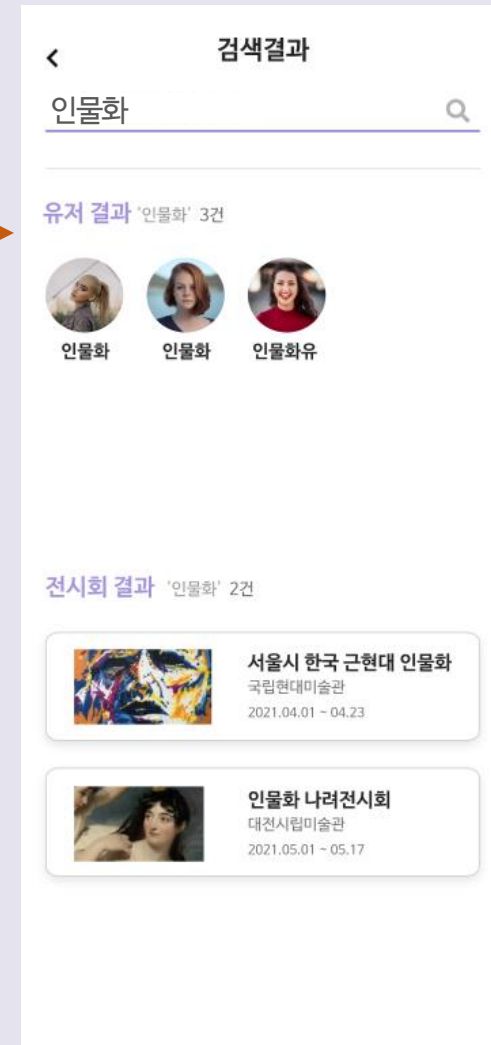 검색결과
인물화
유저 결과 '인물화' 3건
인물화 인물화 인물화유
전시회 결과 '인물화' 2건
서울시 한국 근현대 인물화
국립현대미술관
2021.04.01 ~ 04.23
인물화 나려전시회
대전시립미술관
2021.05.01 ~ 05.17